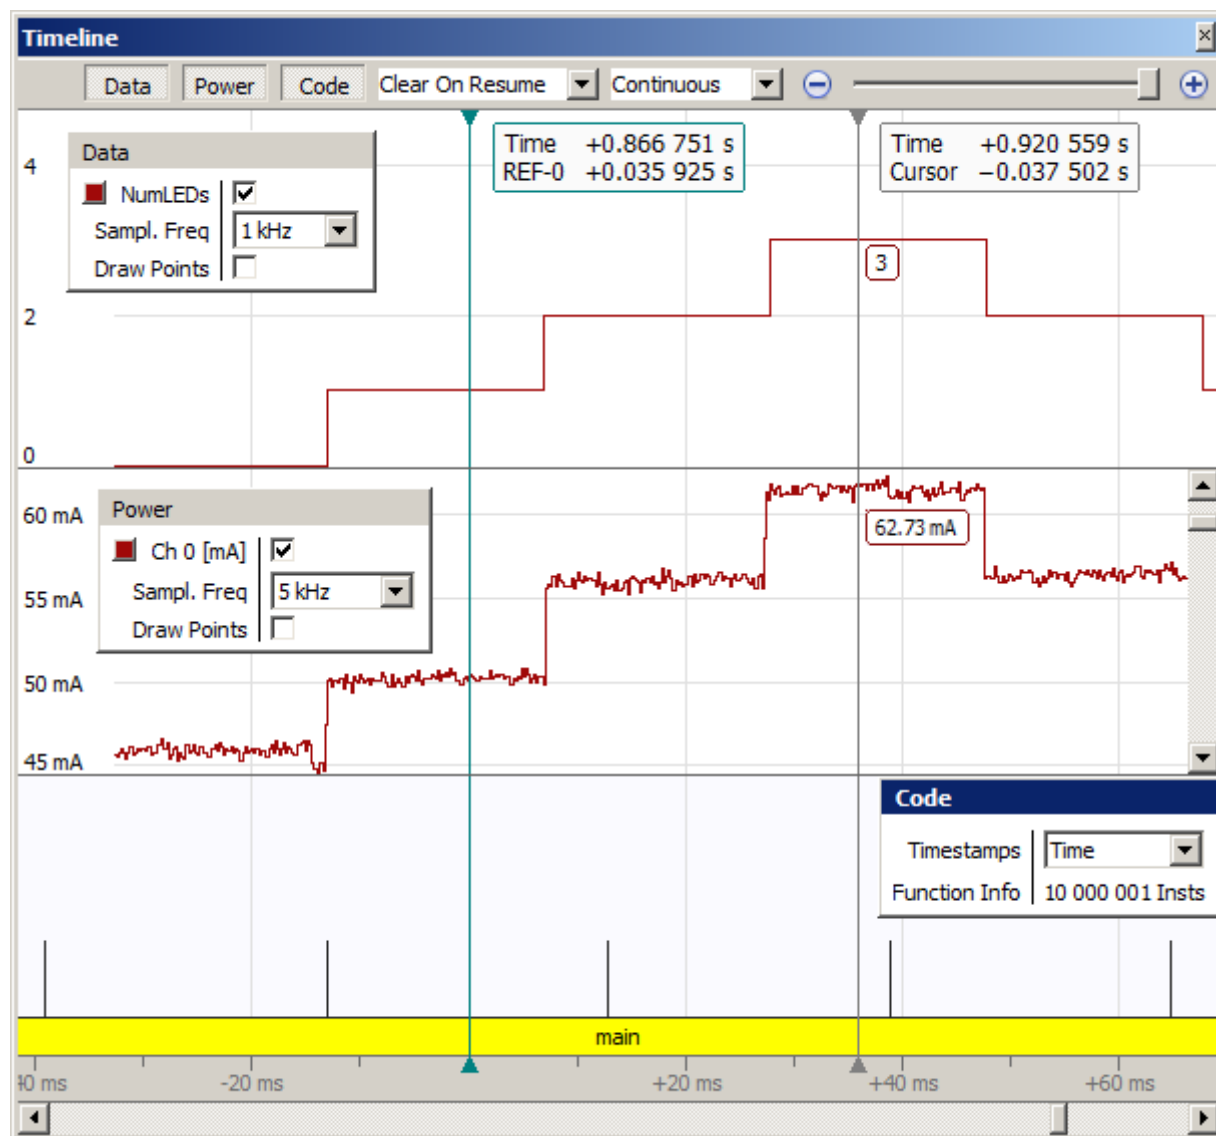 Timeline
Data Power Code Clear On Resume Continuous
Time +0.866 751 s
REF-0 +0.035 925 s
Time +0.920 559 s
Cursor −0.037 502 s
4
2
0
Data
NumLEDs
Sampl. Freq 1 kHz
Draw Points
3
60 mA
55 mA
50 mA
45 mA
Power
Ch 0 [mA]
Sampl. Freq 5 kHz
Draw Points
62.73 mA
Code
Timestamps Time
Function Info 10 000 001 Insts
main
40 ms -20 ms +20 ms +40 ms +60 ms